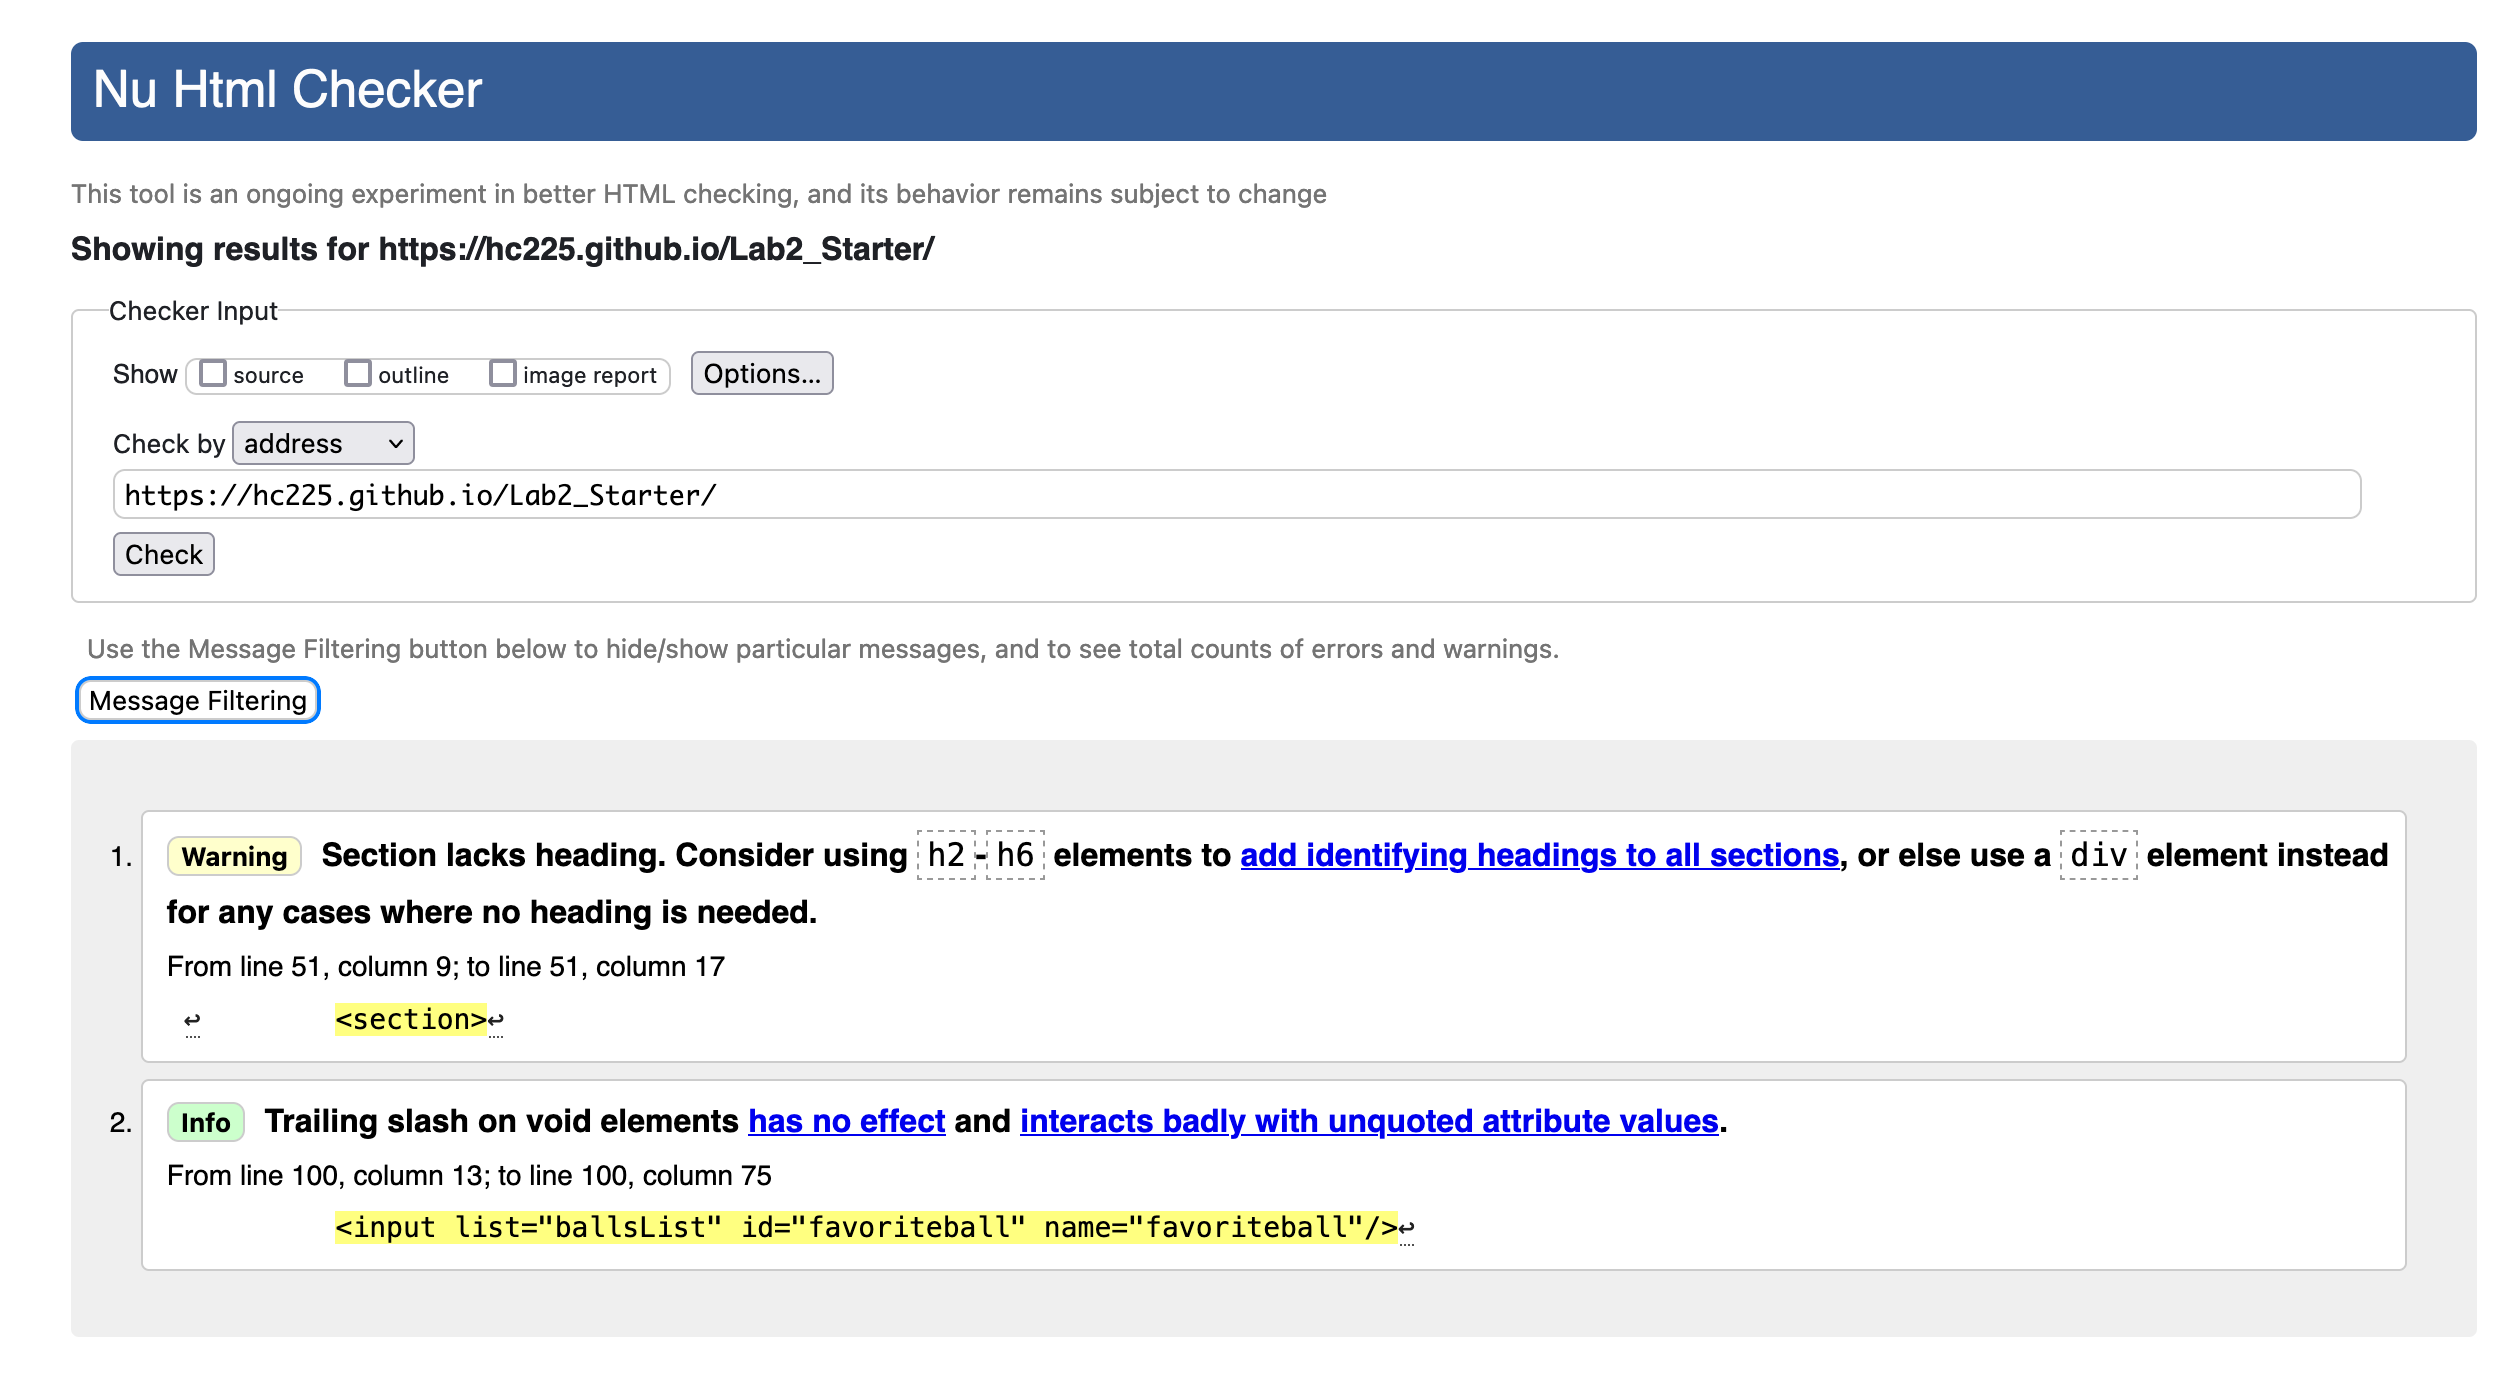 Nu Html Checker
This tool is an ongoing experiment in better HTML checking, and its behavior remains subject to change
Showing results for https://hc225.github.io/Lab2_Starter/
Checker Input
Show source outline image report Options...
Check by address
https://hc225.github.io/Lab2_Starter/
Check
Use the Message Filtering button below to hide/show particular messages, and to see total counts of errors and warnings.
Message Filtering
1. Warning Section lacks heading. Consider using h2-h6 elements to add identifying headings to all sections, or else use a div element instead
for any cases where no heading is needed.
From line 51, column 9; to line 51, column 17
↩ <section>↩
2. Info Trailing slash on void elements has no effect and interacts badly with unquoted attribute values.
From line 100, column 13; to line 100, column 75
<input list="ballsList" id="favoriteball" name="favoriteball"/>↩